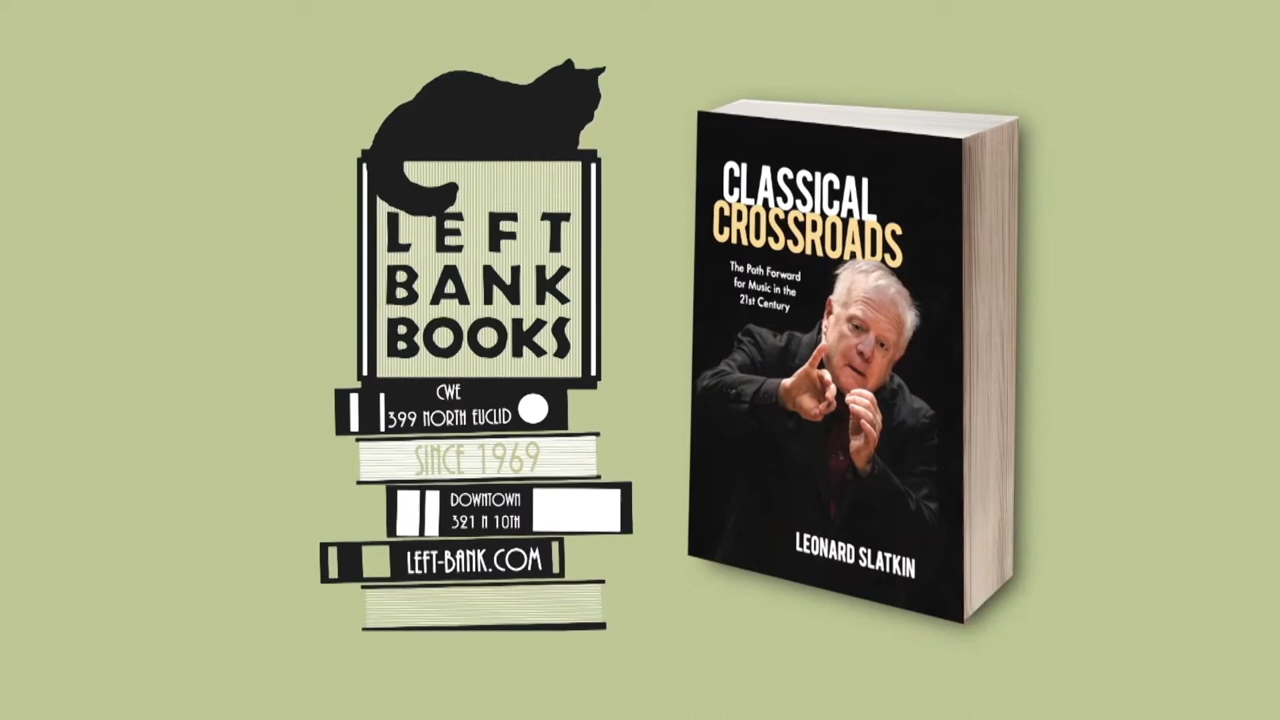 LEFT
BANK
BOOKS
CWE
399 NORTH EUCLID
SINCE 1969
DOWNTOWN
321 N 10TH
LEFT-BANK.COM
CLASSICAL
CROSSROADS
The Path Forward
for Music in the
21st Century
LEONARD SLATKIN